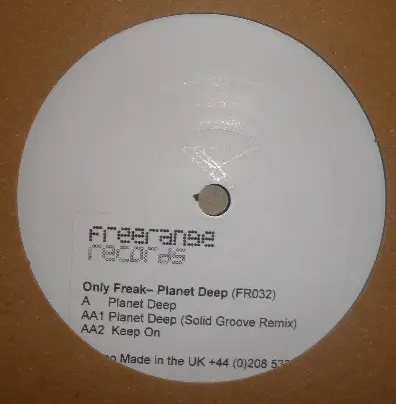 Freerange
records
Only Freak– Planet Deep (FR032)
A Planet Deep
AA1 Planet Deep (Solid Groove Remix)
AA2 Keep On
Made in the UK +44 (0)208